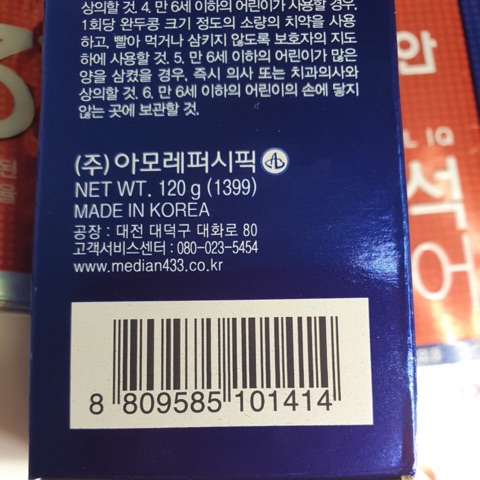 상의할 것. 4. 만 6세 이하의 어린이가 사용할 경우,
1회당 완두콩 크기 정도의 소량의 치약을 사용
하고, 빨아 먹거나 삼키지 않도록 보호자의 지도
하에 사용할 것. 5. 만 6세 이하의 어린이가 많은
양을 삼켰을 경우, 즉시 의사 또는 치과의사와
상의할 것. 6. 만 6세 이하의 어린이의 손에 닿지
않는 곳에 보관할 것.
(주)아모레퍼시픽
NET WT. 120 g (1399)
MADE IN KOREA
공장 : 대전 대덕구 대화로 80
고객서비스센터 : 080-023-5454
www.median433.co.kr
8 809585 101414
안
IQ
석
어
된
을